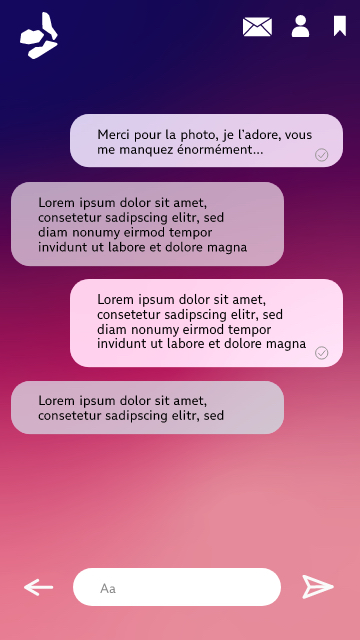 Merci pour la photo, je l'adore, vous
me manquez énormément...
Lorem ipsum dolor sit amet,
consetetur sadipscing elitr, sed
diam nonumy eirmod tempor
invidunt ut labore et dolore magna
Lorem ipsum dolor sit amet,
consetetur sadipscing elitr, sed
diam nonumy eirmod tempor
invidunt ut labore et dolore magna
Lorem ipsum dolor sit amet,
consetetur sadipscing elitr, sed
Aa